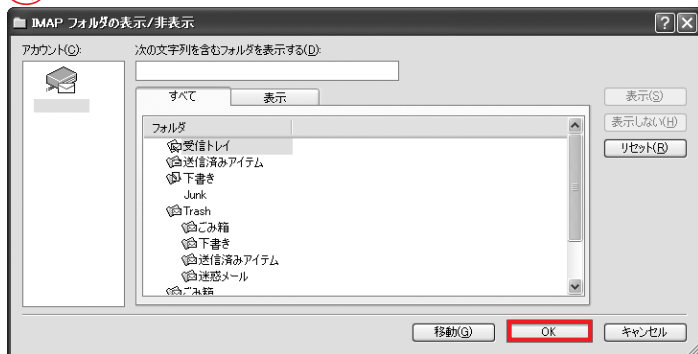 IMAP フォルダの表示/非表示
アカウント(C):
次の文字列を含むフォルダを表示する(D):
すべて
表示
フォルダ
受信トレイ
送信済みアイテム
下書き
Junk
Trash
ごみ箱
下書き
送信済みアイテム
迷惑メール
ごみ箱
表示(S)
表示しない(H)
リセット(R)
移動(G)
OK
キャンセル